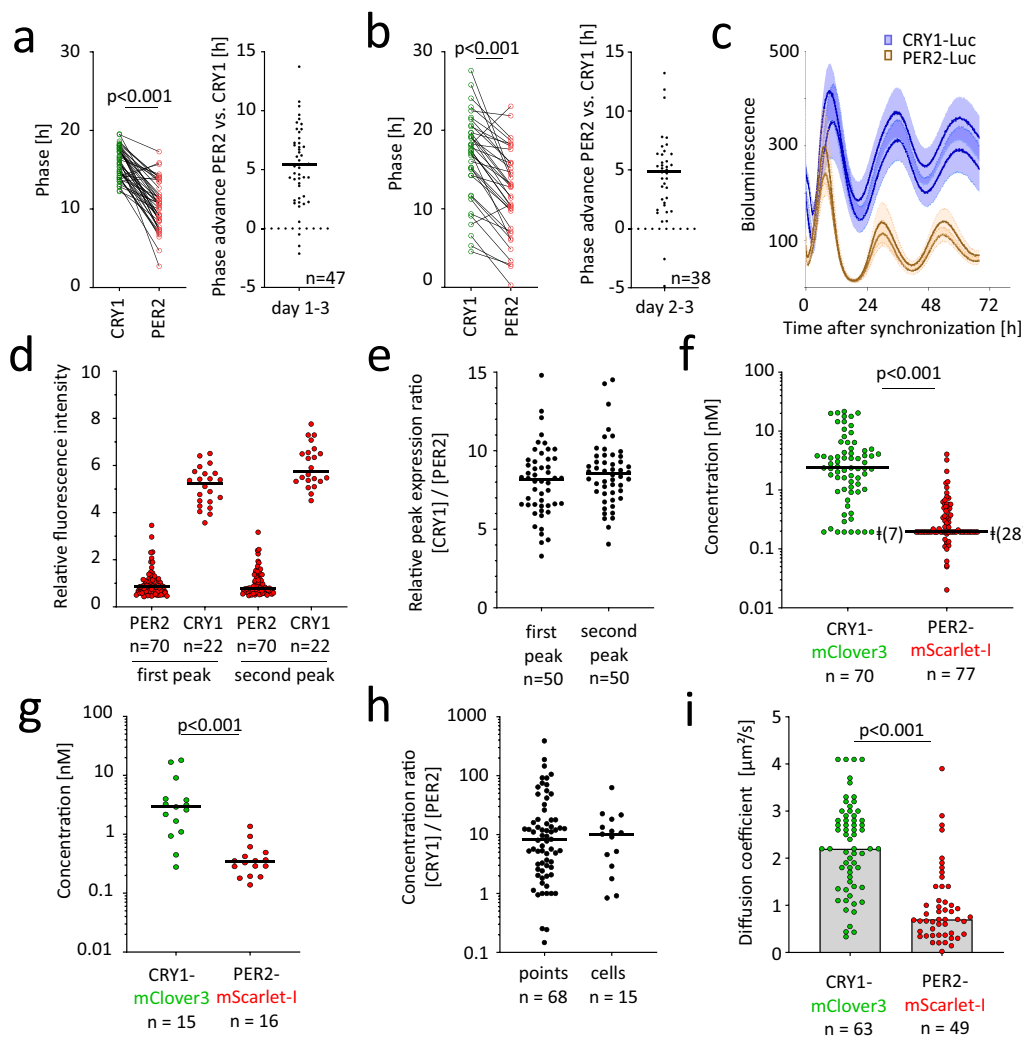 a
30
20
10
0
Phase [h]
p<0.001
CRY1
PER2
15
10
5
0
-5
Phase advance PER2 vs. CRY1 [h]
n=47
day 1-3
b
30
20
10
0
Phase [h]
p<0.001
CRY1
PER2
15
10
5
0
-5
Phase advance PER2 vs. CRY1 [h]
n=38
day 2-3
c
CRY1-Luc
PER2-Luc
500
300
100
Bioluminescence
0 24 48 72
Time after synchronization [h]
d
10
8
6
4
2
0
Relative fluorescence intensity
PER2 CRY1 PER2 CRY1
n=70 n=22 n=70 n=22
first peak second peak
e
15
10
5
0
Relative peak expression ratio
[CRY1] / [PER2]
first second
peak peak
n=50 n=50
f
100
10
1
0.1
0.01
Concentration [nM]
p<0.001
ǂ(7)
ǂ(28
CRY1- PER2-
mClover3 mScarlet-I
n = 70 n = 77
g
100
10
1
0.1
0.01
Concentration [nM]
p<0.001
CRY1- PER2-
mClover3 mScarlet-I
n = 15 n = 16
h
1000
100
10
1
0.1
Concentration ratio
[CRY1] / [PER2]
points cells
n = 68 n = 15
i
5
4
3
2
1
0
Diffusion coefficient [µm²/s]
p<0.001
CRY1- PER2-
mClover3 mScarlet-I
n = 63 n = 49